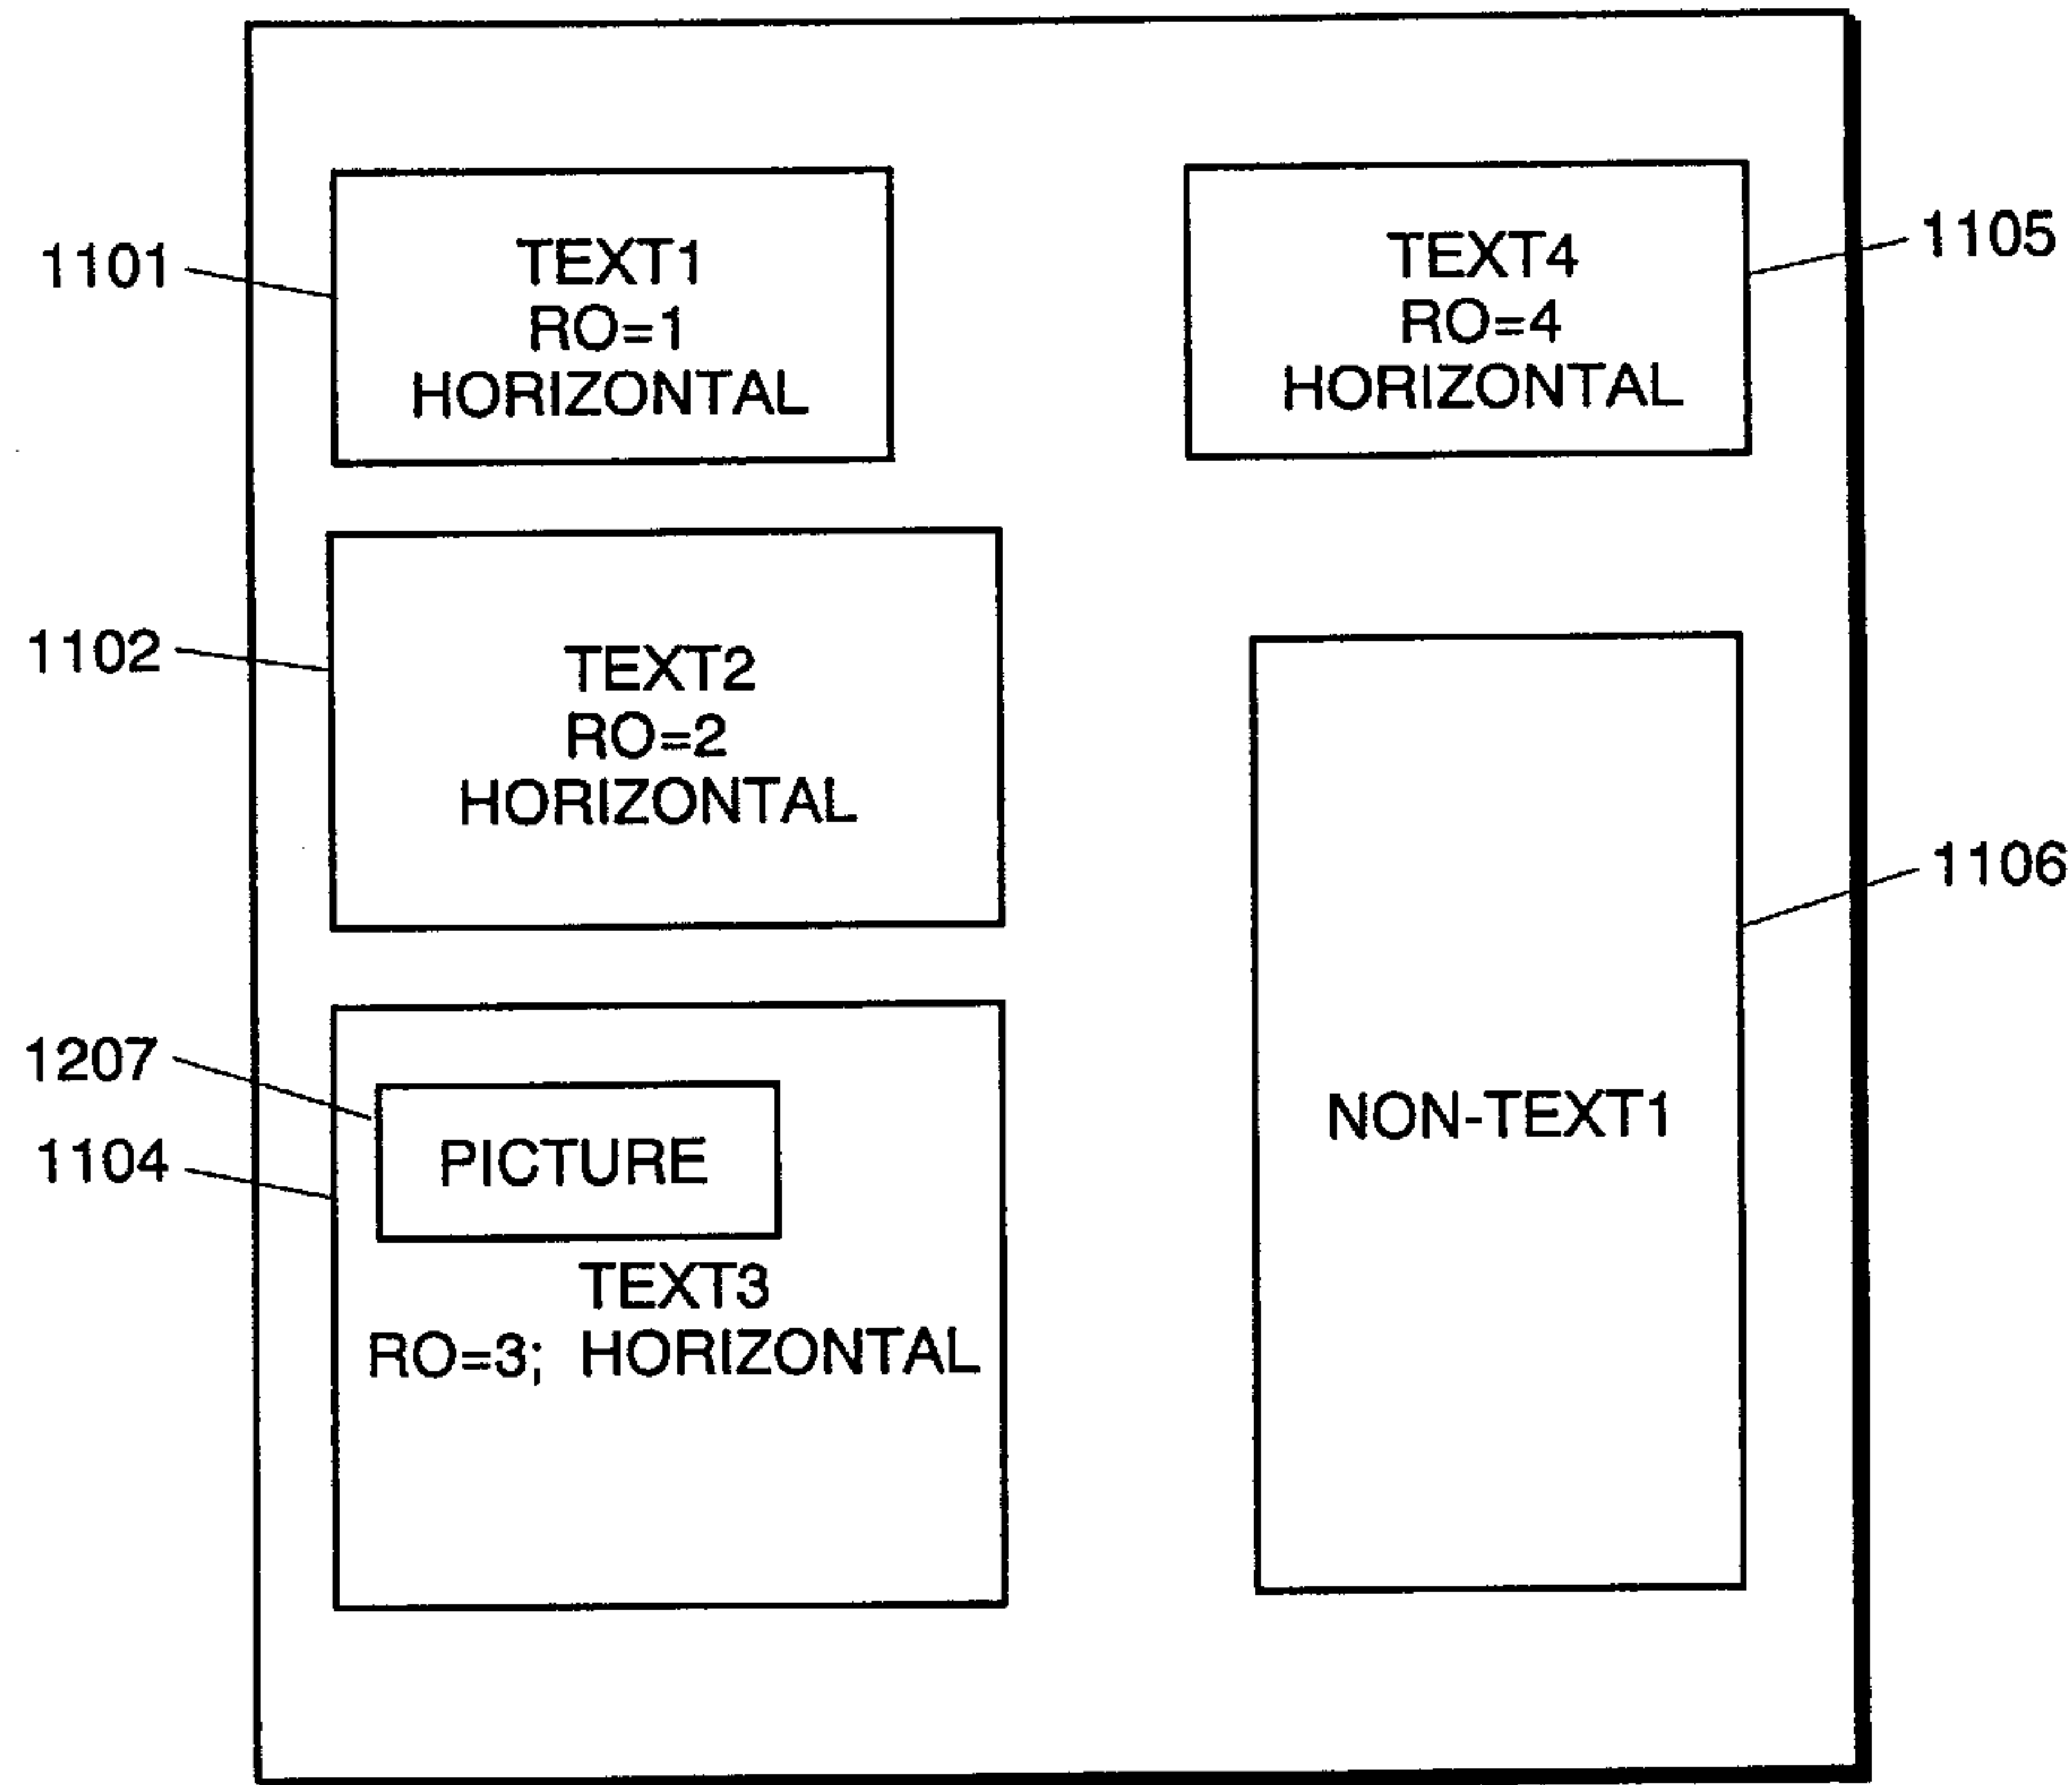 1101
TEXT1
RO=1
HORIZONTAL
1102
TEXT2
RO=2
HORIZONTAL
1207
PICTURE
1104
TEXT3
RO=3; HORIZONTAL
TEXT4
RO=4
HORIZONTAL
1105
NON-TEXT1
1106